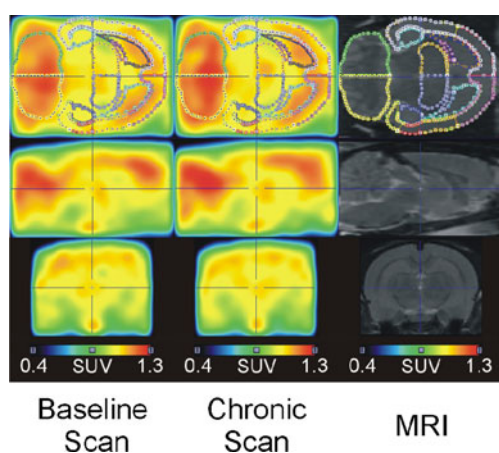 0.4 SUV 1.3
0.4 SUV 1.3
0.4 SUV 1.3
Baseline Scan
Chronic Scan
MRI